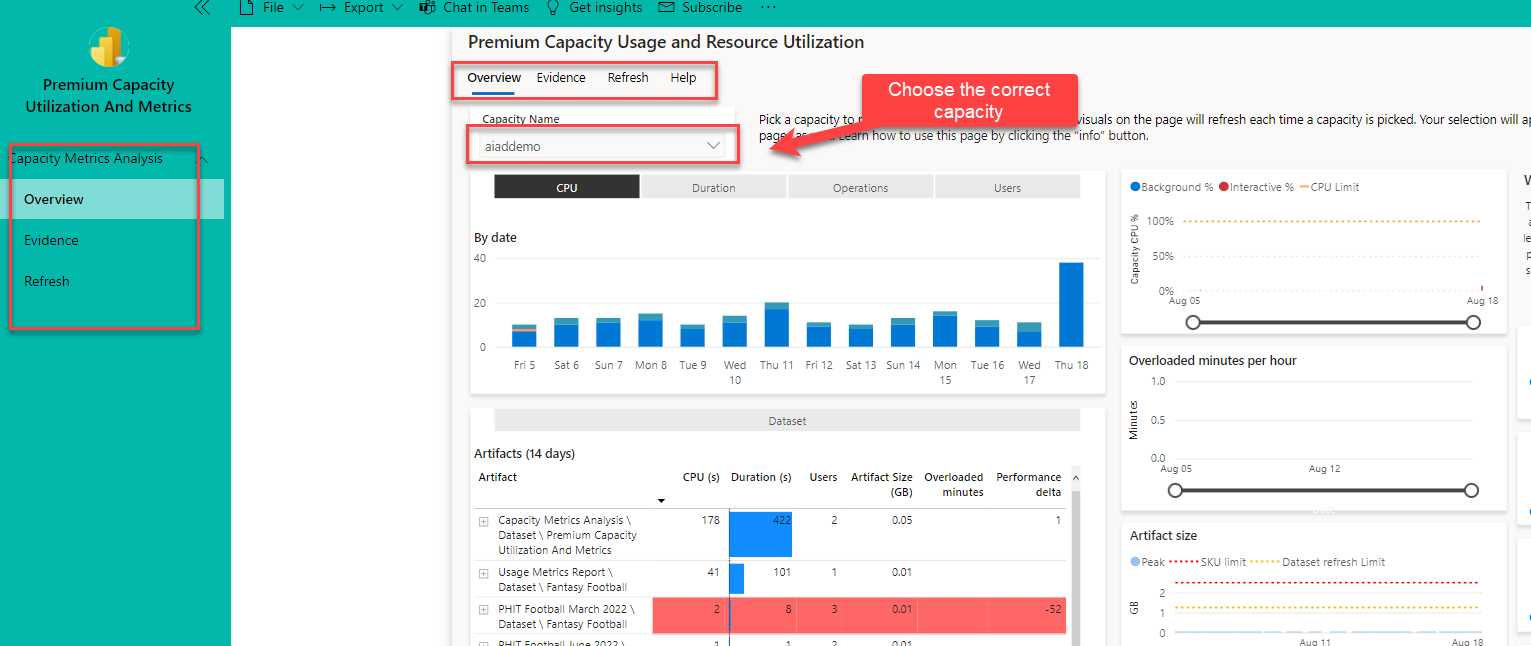 File
Export
Chat in Teams
Get insights
Subscribe
Premium Capacity
Utilization And Metrics
Capacity Metrics Analysis
Overview
Evidence
Refresh
Premium Capacity Usage and Resource Utilization
Overview
Evidence
Refresh
Help
Choose the correct
capacity
Capacity Name
aiaddemo
Pick a capacity to
visuals on the page will refresh each time a capacity is picked. Your selection will
Learn how to use this page by clicking the "info" button.
CPU
Duration
Operations
Users
By date
40
20
0
Fri 5
Sat 6
Sun 7
Mon 8
Tue 9
Wed
10
Thu 11
Fri 12
Sat 13
Sun 14
Mon
15
Tue 16
Wed
17
Thu 18
Dataset
Artifacts (14 days)
Artifact CPU (s) Duration (s) Users Artifact Size Overloaded Performance
(GB) minutes delta
Capacity Metrics Analysis \ 178 422 2 0.05 1
Dataset \ Premium Capacity
Utilization And Metrics
Usage Metrics Report \ 41 101 1 0.01
Dataset \ Fantasy Football
PHIT Football March 2022 \ 2 8 3 0.01 -52
Dataset \ Fantasy Football
PHIT Football June 2022 \ 1 1 2 0.01
Background % Interactive % CPU Limit
Capacity CPU %
100%
50%
0%
Aug 05
Aug 18
Overloaded minutes per hour
Minutes
1.0
0.5
0.0
Aug 05
Aug 12
Artifact size
Peak SKU limit Dataset refresh Limit
GB
2
1
0
Aug 11
Aug 18